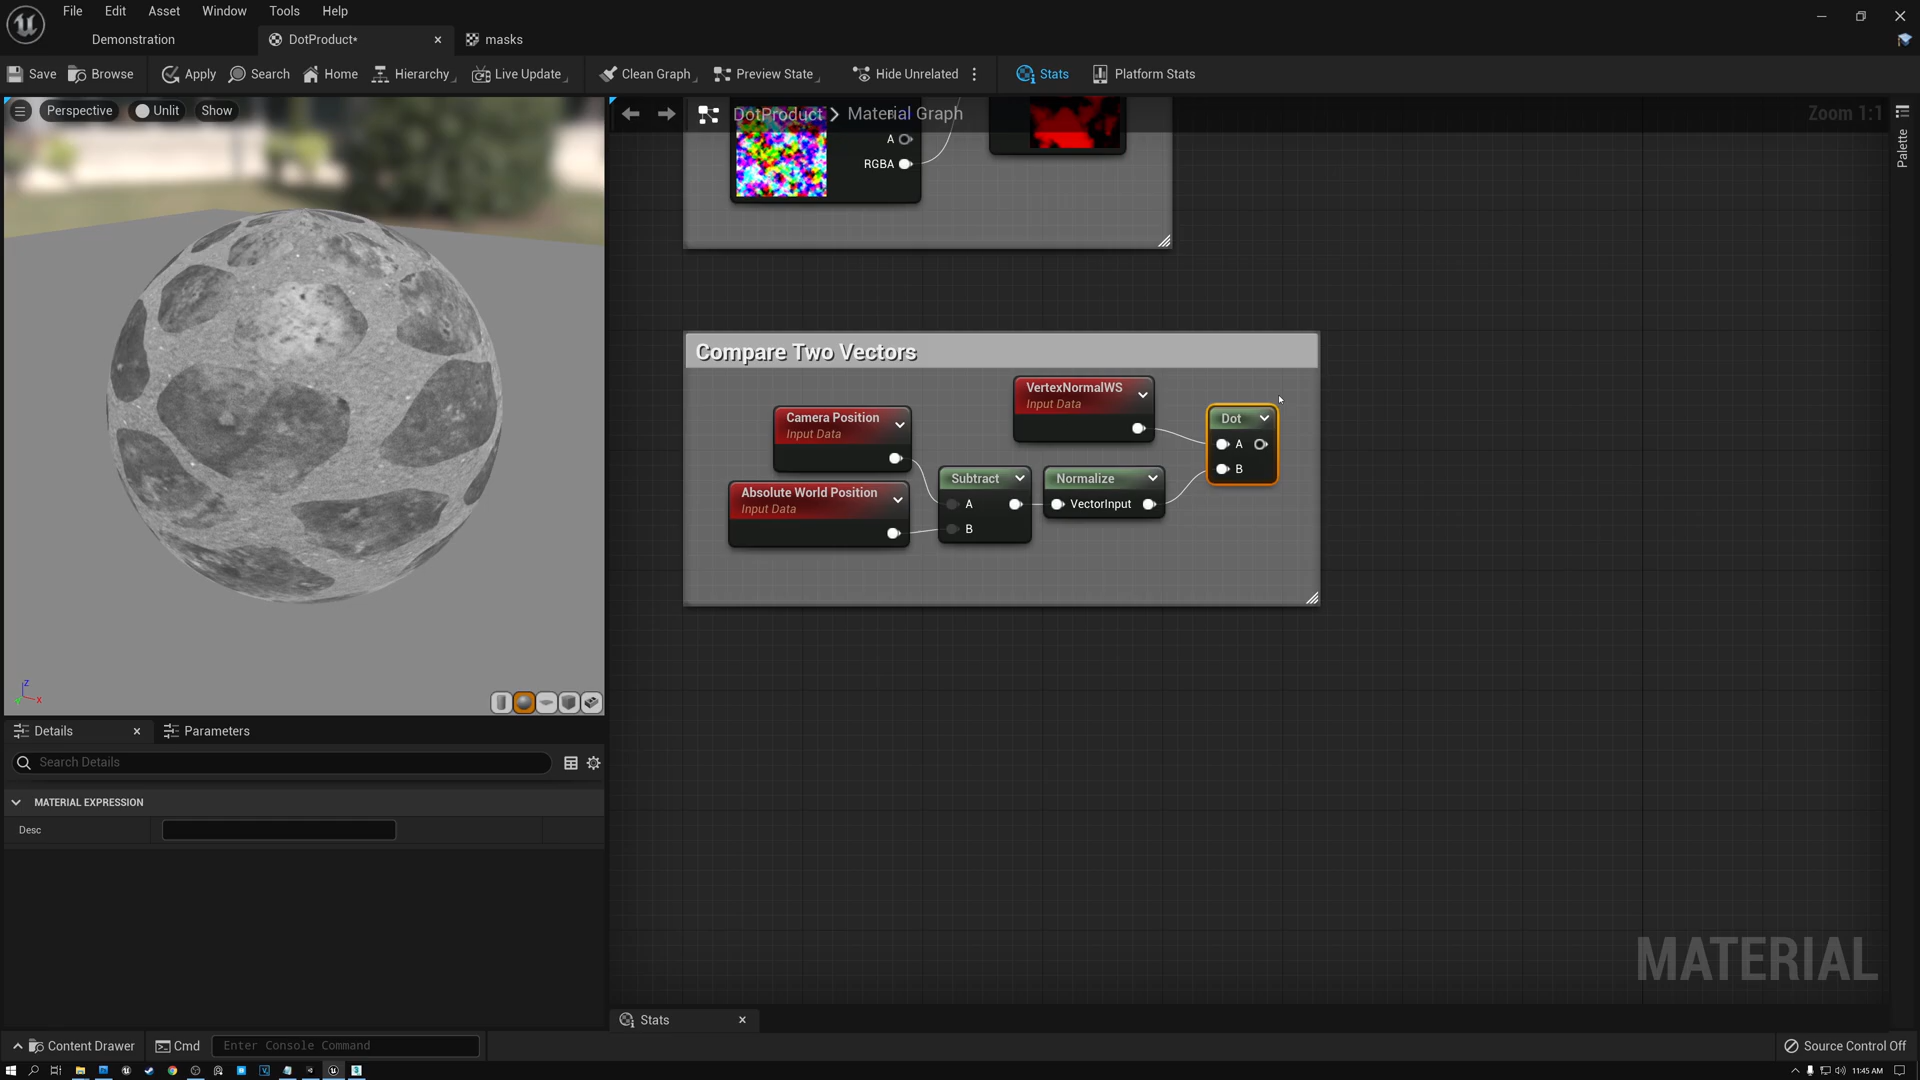 File Edit Asset Window Tools Help
Demonstration DotProduct* masks
Save Browse Apply Search Home Hierarchy Live Update Clean Graph Preview State Hide Unrelated Stats Platform Stats
Perspective Unlit Show
DotProduct > Material Graph
Zoom 1:1
Palette
A
RGBA
Compare Two Vectors
VertexNormalWS
Input Data
Camera Position
Input Data
Dot
A
B
Absolute World Position
Input Data
Subtract
A
B
Normalize
VectorInput
Z
X
Details Parameters
Search Details
MATERIAL EXPRESSION
Desc
MATERIAL
Stats
Content Drawer Cmd Enter Console Command Source Control Off
11:45 AM